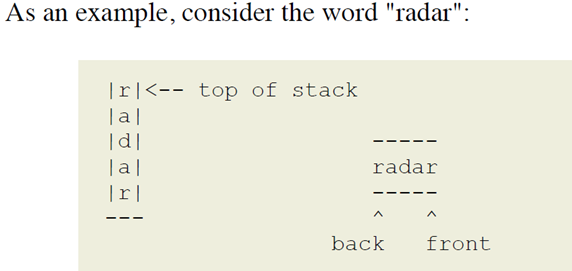 As an example, consider the word "radar":
|r|<-- top of stack
|a|
|d| -----
|a| radar
|r| -----
--- ^ ^
back front